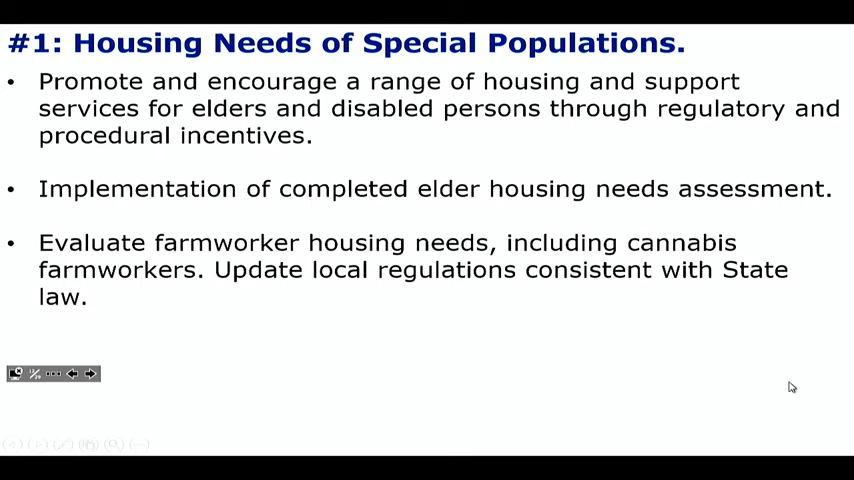 #1: Housing Needs of Special Populations.
• Promote and encourage a range of housing and support
services for elders and disabled persons through regulatory and
procedural incentives.
• Implementation of completed elder housing needs assessment.
• Evaluate farmworker housing needs, including cannabis
farmworkers. Update local regulations consistent with State
law.